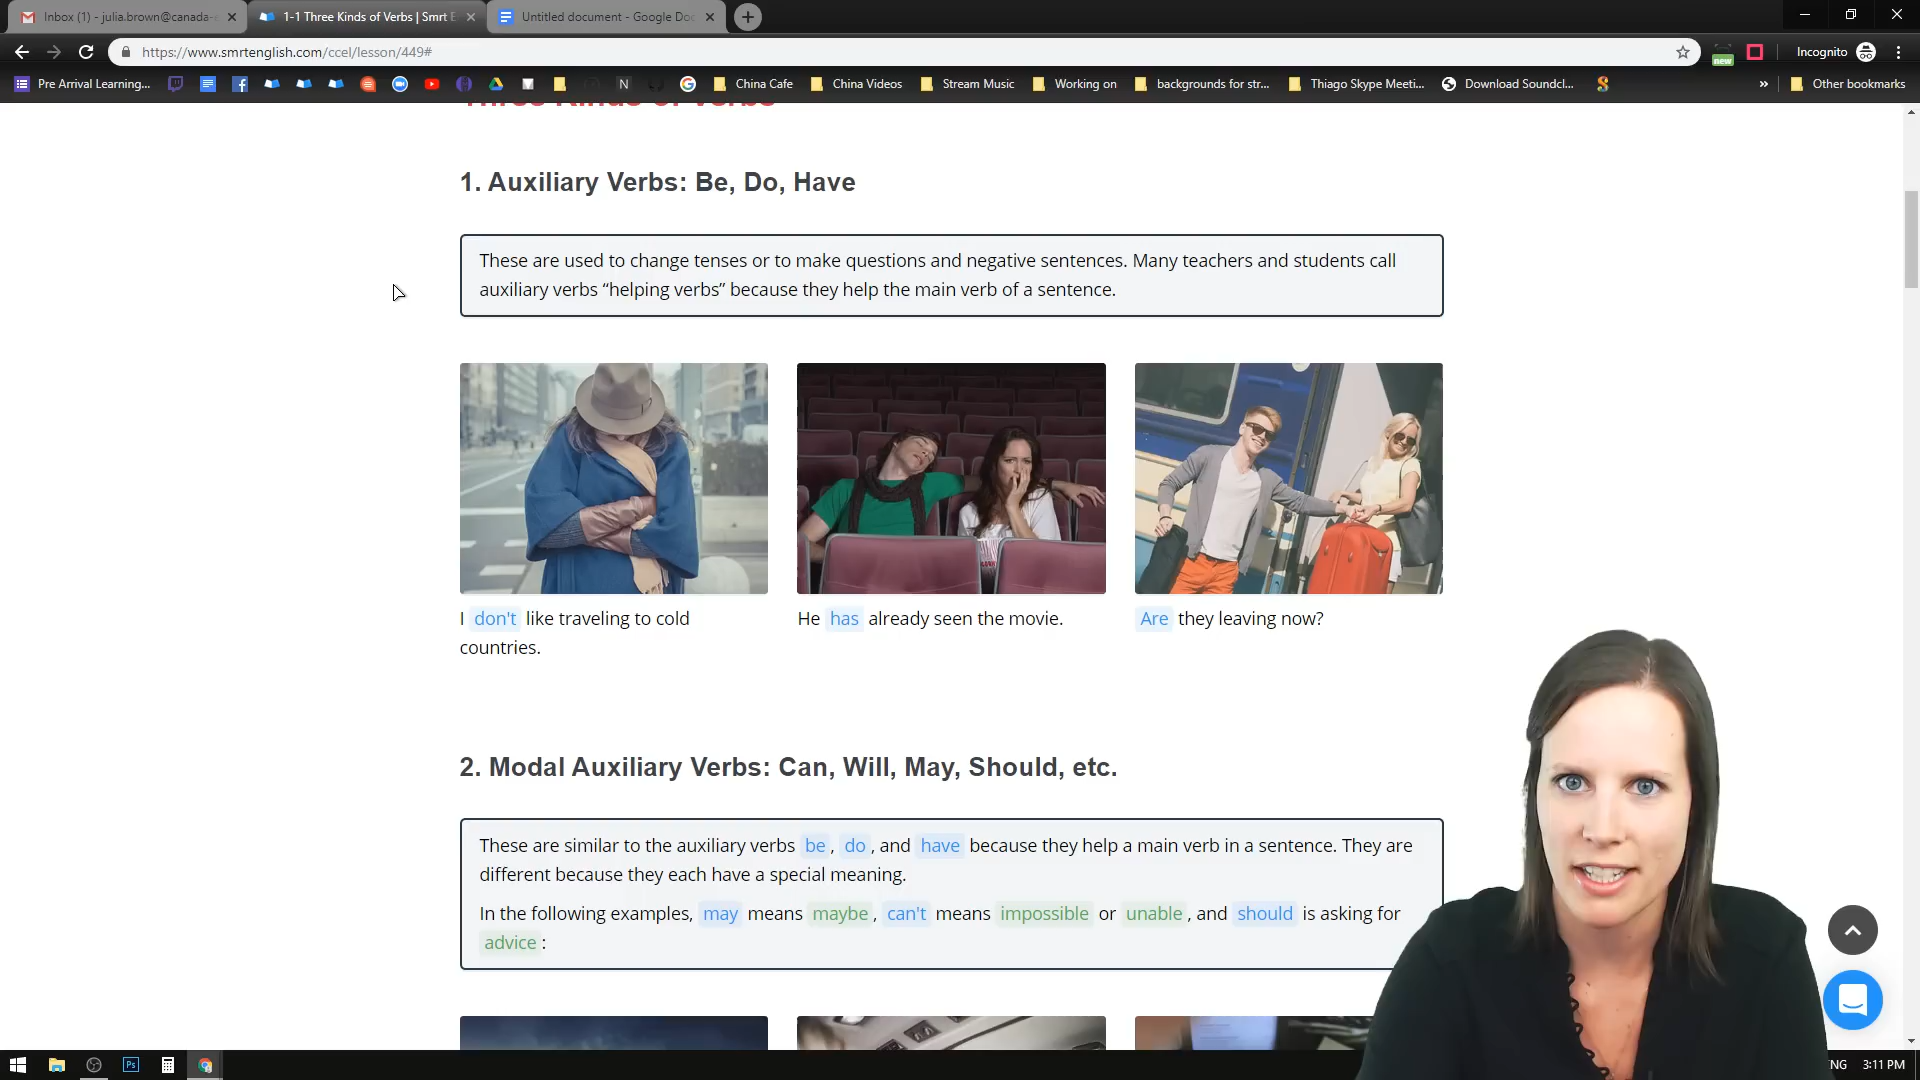 Inbox (1) - julia.brown@canada-e
1-1 Three Kinds of Verbs | Smrt E
Untitled document - Google Doc
https://www.smrtenglish.com/ccel/lesson/449#
new
Incognito
Pre Arrival Learning...
N
China Cafe
China Videos
Stream Music
Working on
backgrounds for str...
Thiago Skype Meeti...
Download Soundcl...
»
Other bookmarks
Three Kinds of Verbs
1. Auxiliary Verbs: Be, Do, Have
These are used to change tenses or to make questions and negative sentences. Many teachers and students call
auxiliary verbs “helping verbs” because they help the main verb of a sentence.
I don't like traveling to cold
countries.
He has already seen the movie.
Are they leaving now?
2. Modal Auxiliary Verbs: Can, Will, May, Should, etc.
These are similar to the auxiliary verbs be, do, and have because they help a main verb in a sentence. They are
different because they each have a special meaning.
In the following examples, may means maybe, can't means impossible or unable, and should is asking for
advice:
Ps
NG
3:11 PM